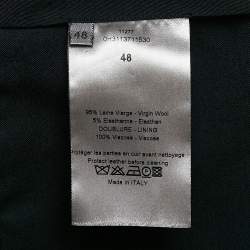 48
11277
48
95% Laine Vierge - Virgin Wool
5% Elasthanne - Elasthan
DOUBLURE - LINING
100% Viscose - Viscose
Protéger les parties en cuir avant nettoyage -
Protect leather before cleaning
Made in ITALY